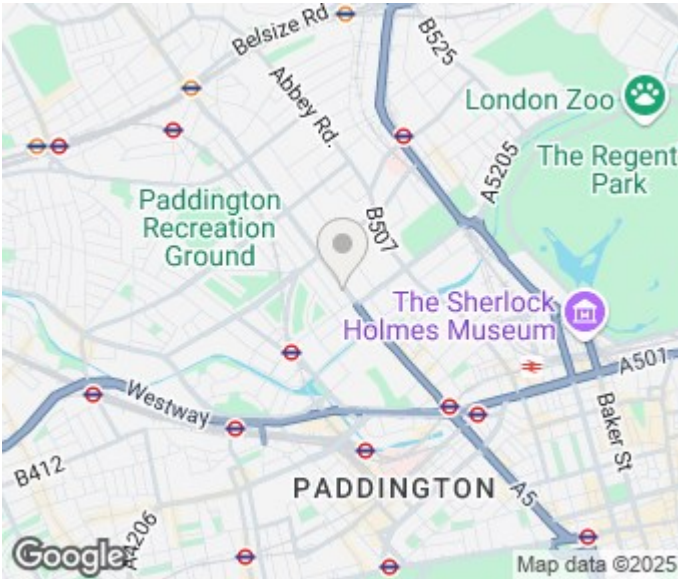 Belsize Rd
B525
Abbey Rd.
London Zoo
A5205
The Regent
Park
Paddington
Recreation
Ground
B507
The Sherlock
Holmes Museum
A501
Westway
Baker St
B412
PADDINGTON
A5
A4206
Google
Map data ©2025